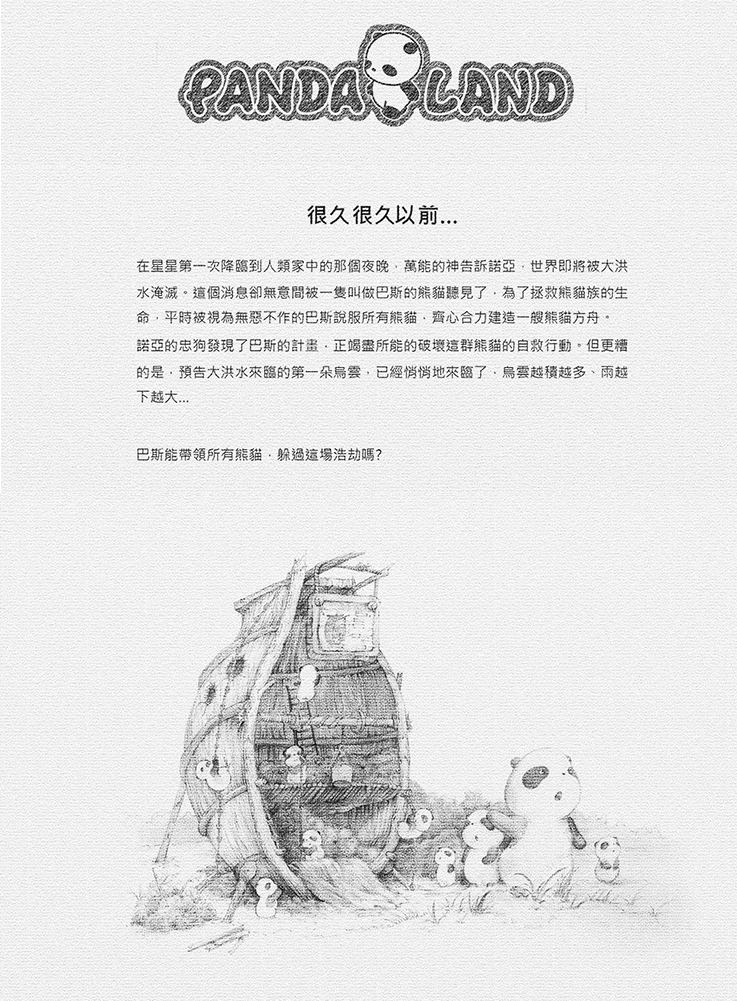 PANDA LAND
很久很久以前...
在星星第一次降臨到人類家中的那個夜晚，萬能的神告訴諾亞，世界即將被大洪
水淹滅。這個消息卻無意間被一隻叫做巴斯的熊貓聽見了，為了拯救熊貓族的生
命，平時被視為無惡不作的巴斯說服所有熊貓，齊心合力建造一艘熊貓方舟。
諾亞的忠狗發現了巴斯的計畫，正竭盡所能的破壞這群熊貓的自救行動。但更糟
的是，預告大洪水來臨的第一朵烏雲，已經悄悄地來臨了，烏雲越積越多、雨越
下越大...
巴斯能帶領所有熊貓，躲過這場浩劫嗎?